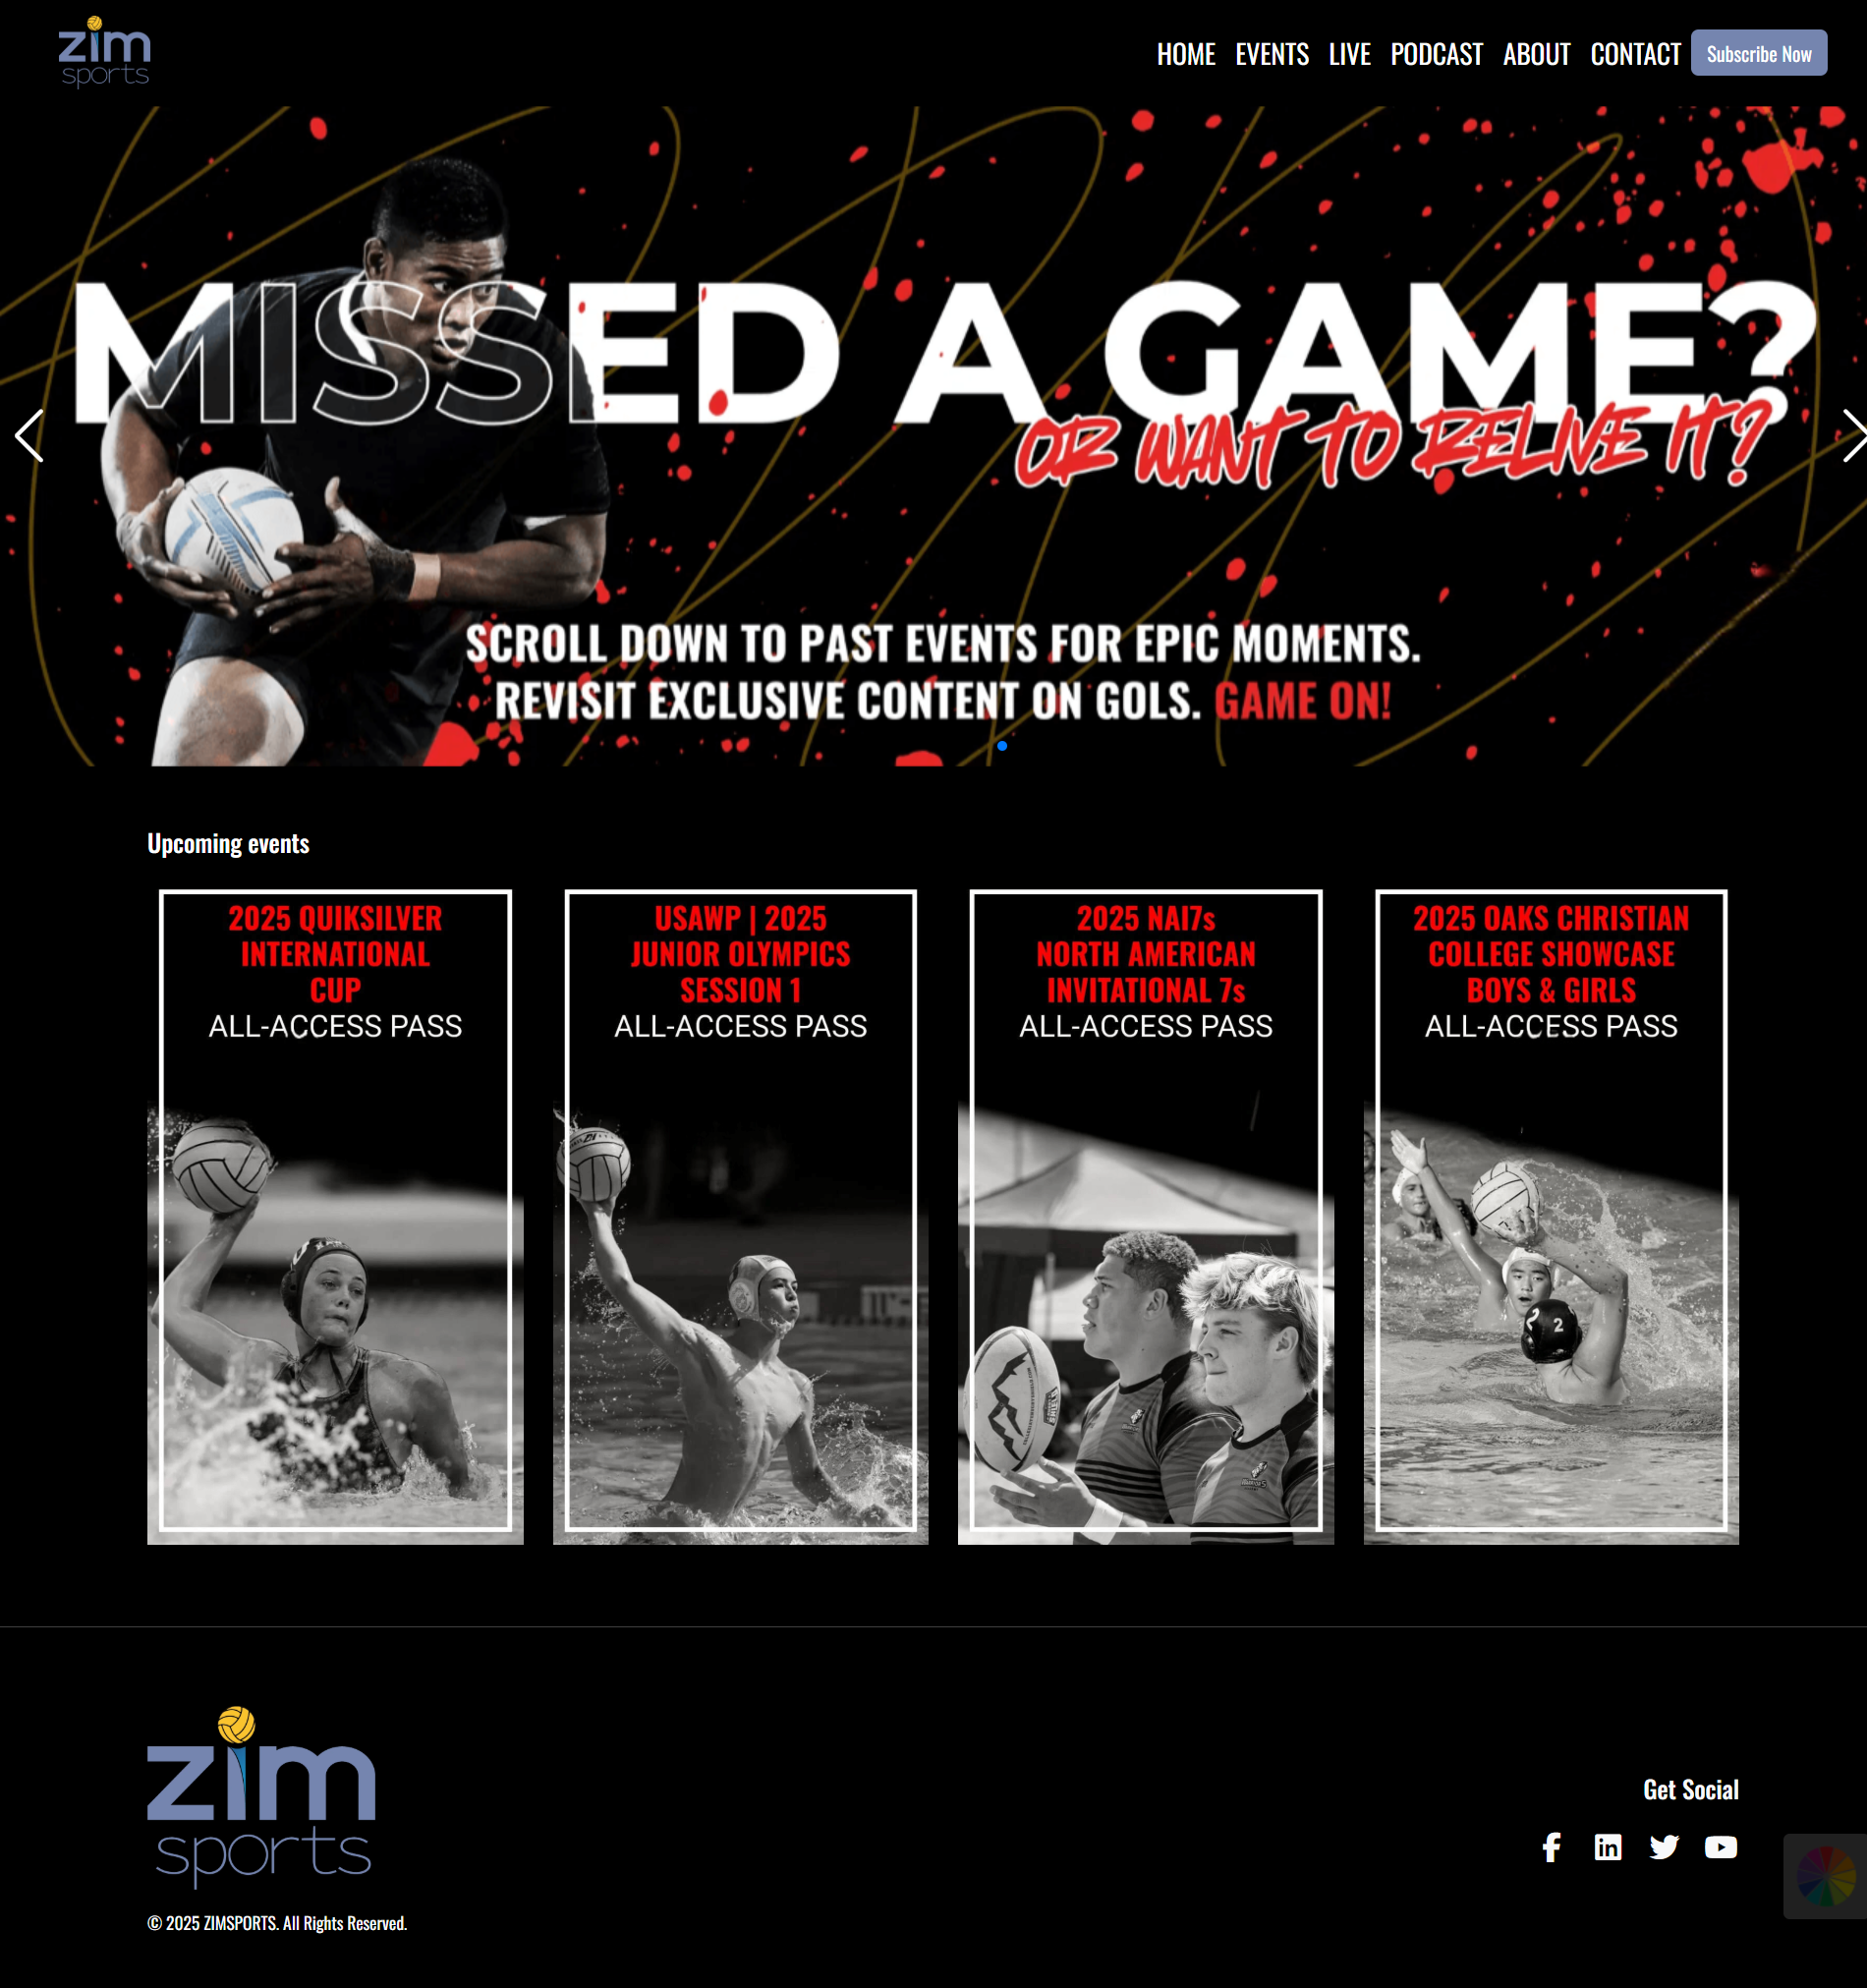 zim
sports
HOME EVENTS LIVE PODCAST ABOUT CONTACT Subscribe Now
MISSED A GAME?
OR WANT TO RELIVE IT?
SCROLL DOWN TO PAST EVENTS FOR EPIC MOMENTS.
REVISIT EXCLUSIVE CONTENT ON GOLS. GAME ON!
Upcoming events
2025 QUIKSILVER
INTERNATIONAL
CUP
ALL-ACCESS PASS
USAWP | 2025
JUNIOR OLYMPICS
SESSION 1
ALL-ACCESS PASS
2025 NAI7s
NORTH AMERICAN
INVITATIONAL 7s
ALL-ACCESS PASS
2025 OAKS CHRISTIAN
COLLEGE SHOWCASE
BOYS & GIRLS
ALL-ACCESS PASS
2
zim
sports
Get Social
© 2025 ZIMSPORTS. All Rights Reserved.